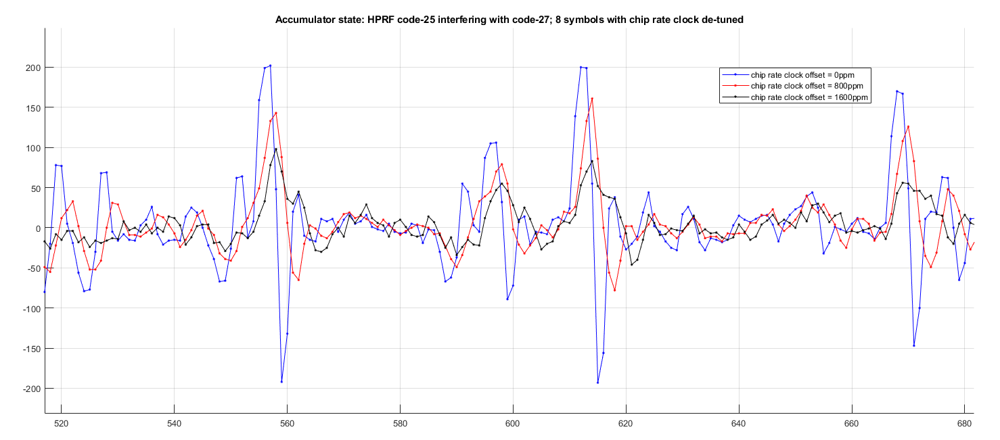 Accumulator state: HPRF code-25 interfering with code-27; 8 symbols with chip rate clock de-tuned
chip rate clock offset = 0ppm
chip rate clock offset = 800ppm
chip rate clock offset = 1600ppm
200
150
100
50
0
-50
-100
-150
-200
520 540 560 580 600 620 640 660 680